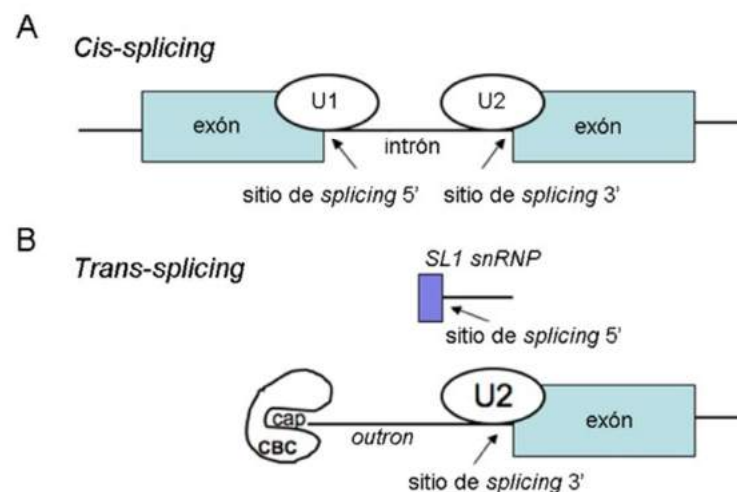 A
Cis-splicing
U1
U2
exón
exón
intrón
sitio de splicing 5’
sitio de splicing 3’
B
Trans-splicing
SL1 snRNP
sitio de splicing 5’
U2
cap
CBC
outron
exón
sitio de splicing 3’